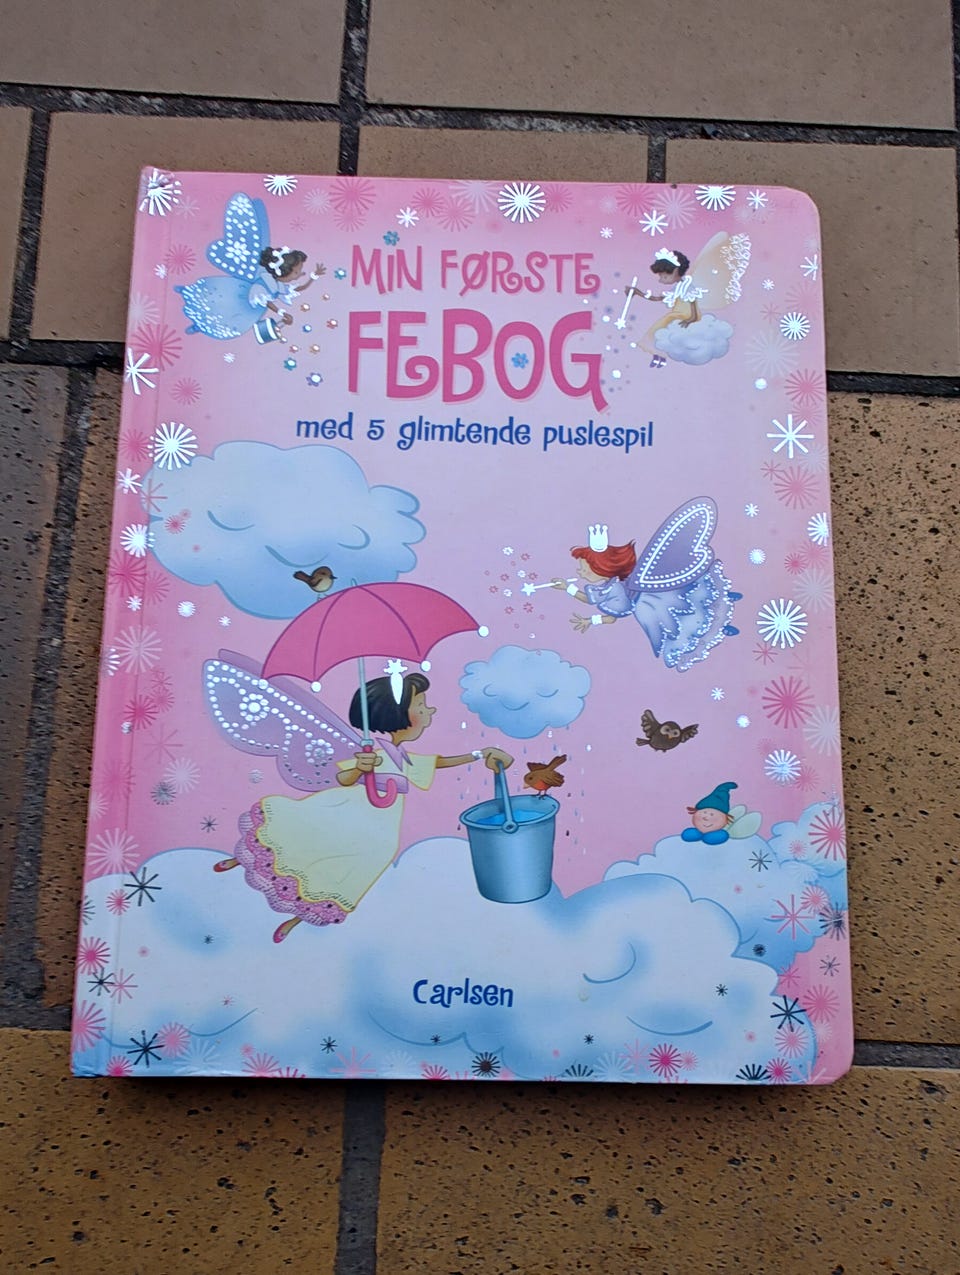 MIN FØRSTE
FEBOG
med 5 glimtende puslespil
Carlsen